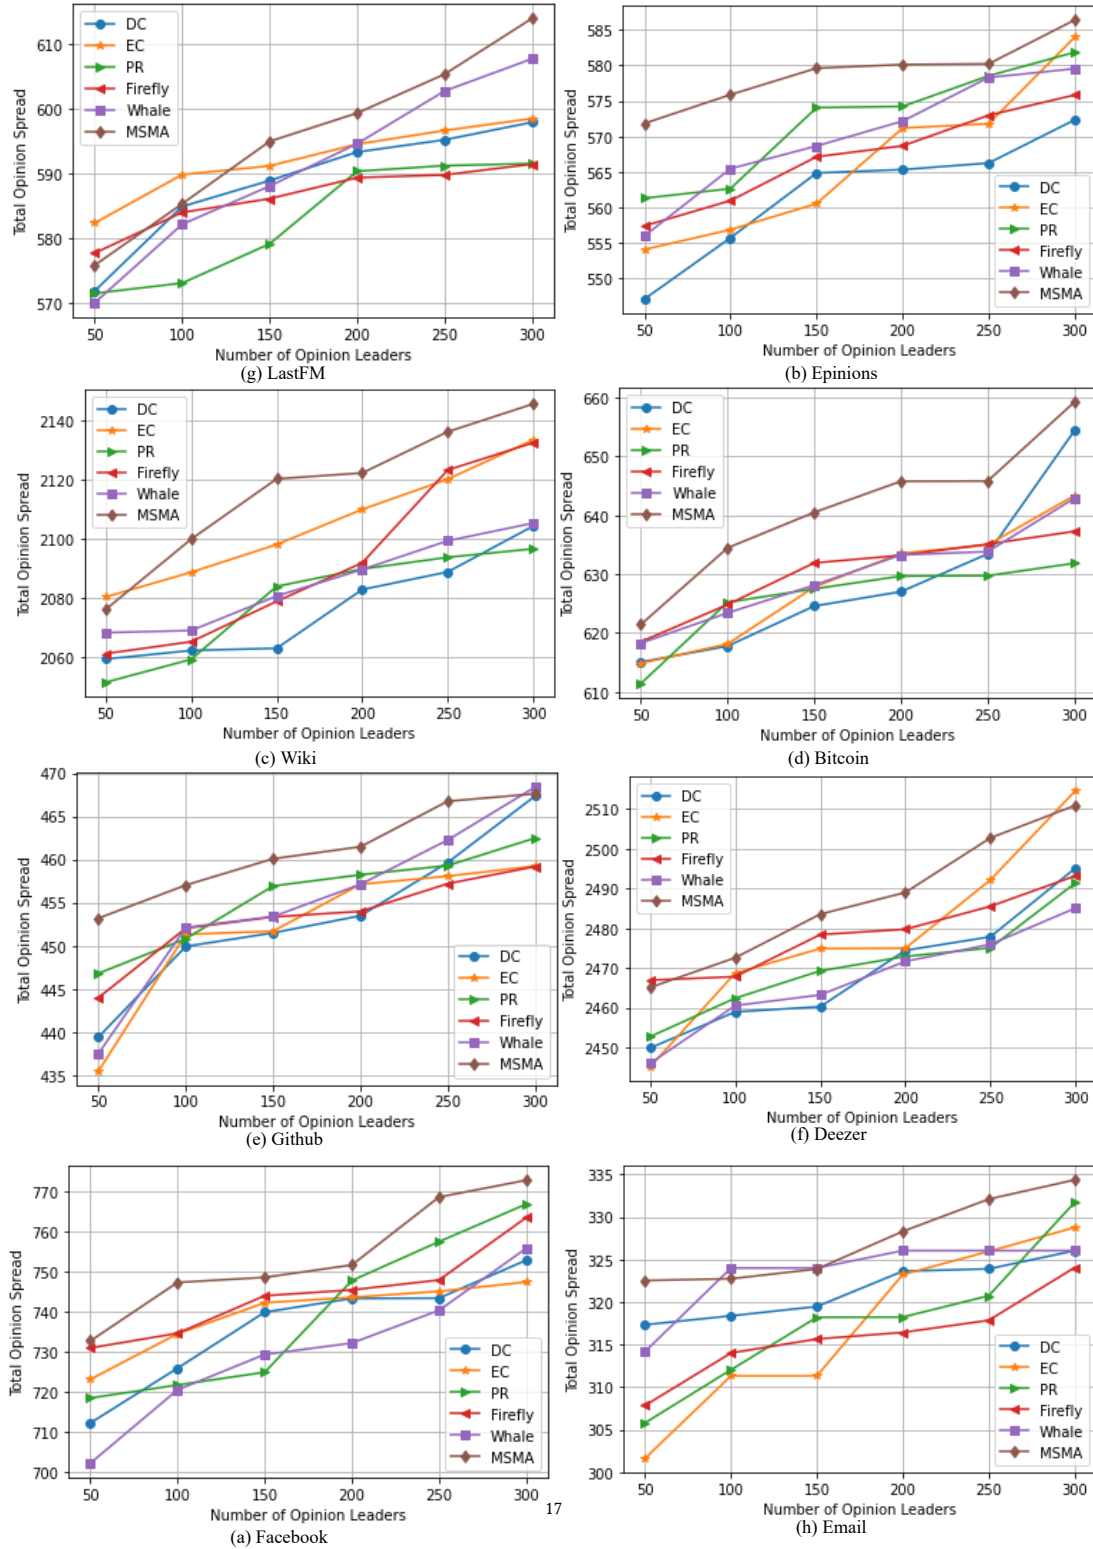 Total Opinion Spread
610
600
590
580
570
DC
EC
PR
Firefly
Whale
MSMA
50 100 150 200 250 300
Number of Opinion Leaders
(g) LastFM
Total Opinion Spread
585
580
575
570
565
560
555
550
DC
EC
PR
Firefly
Whale
MSMA
50 100 150 200 250 300
Number of Opinion Leaders
(b) Epinions
Total Opinion Spread
2140
2120
2100
2080
2060
DC
EC
PR
Firefly
Whale
MSMA
50 100 150 200 250 300
Number of Opinion Leaders
(c) Wiki
Total Opinion Spread
660
650
640
630
620
610
DC
EC
PR
Firefly
Whale
MSMA
50 100 150 200 250 300
Number of Opinion Leaders
(d) Bitcoin
Total Opinion Spread
470
465
460
455
450
445
440
435
DC
EC
PR
Firefly
Whale
MSMA
50 100 150 200 250 300
Number of Opinion Leaders
(e) Github
Total Opinion Spread
2510
2500
2490
2480
2470
2460
2450
DC
EC
PR
Firefly
Whale
MSMA
50 100 150 200 250 300
Number of Opinion Leaders
(f) Deezer
Total Opinion Spread
770
760
750
740
730
720
710
700
DC
EC
PR
Firefly
Whale
MSMA
50 100 150 200 250 300
Number of Opinion Leaders
(a) Facebook
17
Total Opinion Spread
335
330
325
320
315
310
305
300
DC
EC
PR
Firefly
Whale
MSMA
50 100 150 200 250 300
Number of Opinion Leaders
(h) Email